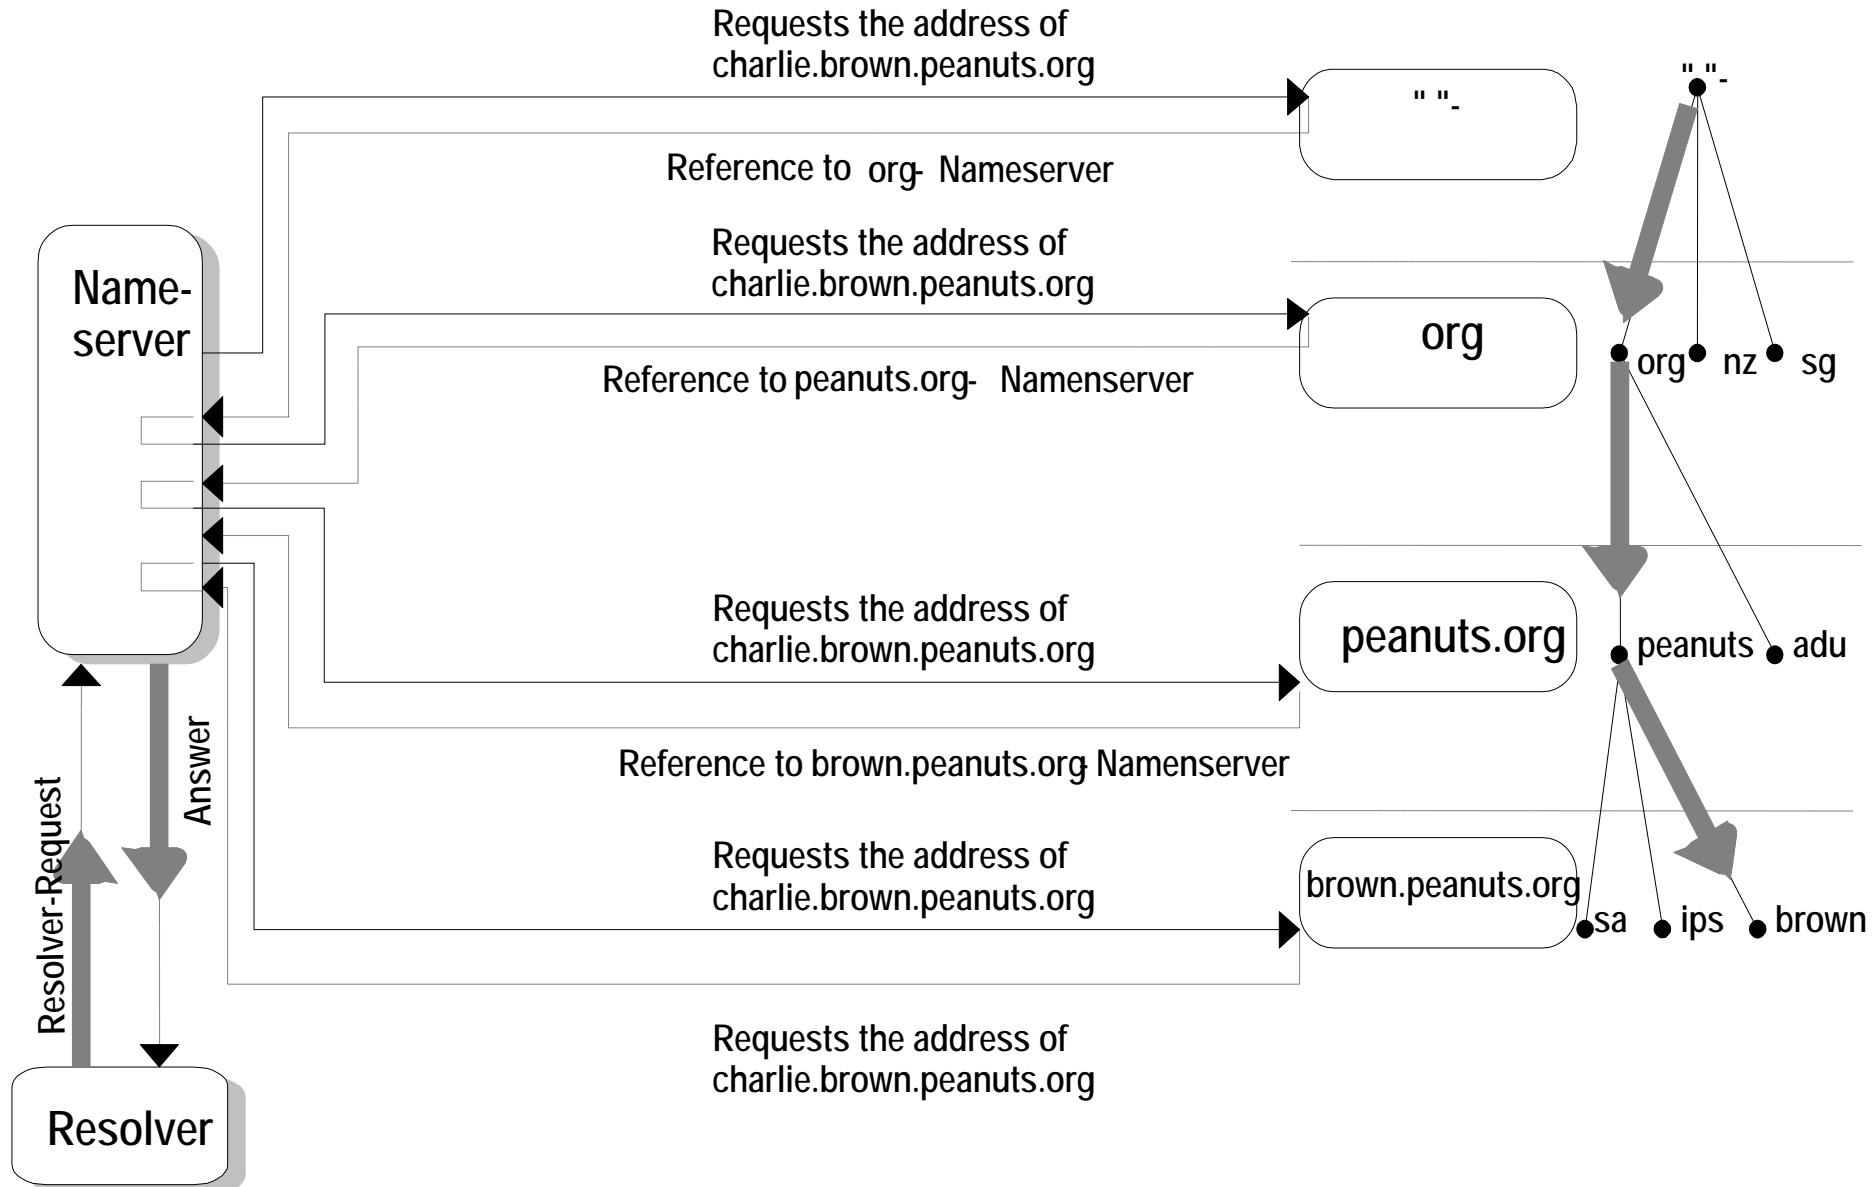 Requests the address of
charlie.brown.peanuts.org
" "-
" "-
Reference to org- Nameserver
Name-
server
Requests the address of
charlie.brown.peanuts.org
org
org nz sg
Reference to peanuts.org- Namenserver
Requests the address of
charlie.brown.peanuts.org
peanuts.org
peanuts adu
Answer
Resolver-Request
Reference to brown.peanuts.org- Namenserver
Requests the address of
charlie.brown.peanuts.org
brown.peanuts.org
sa ips brown
Requests the address of
charlie.brown.peanuts.org
Resolver